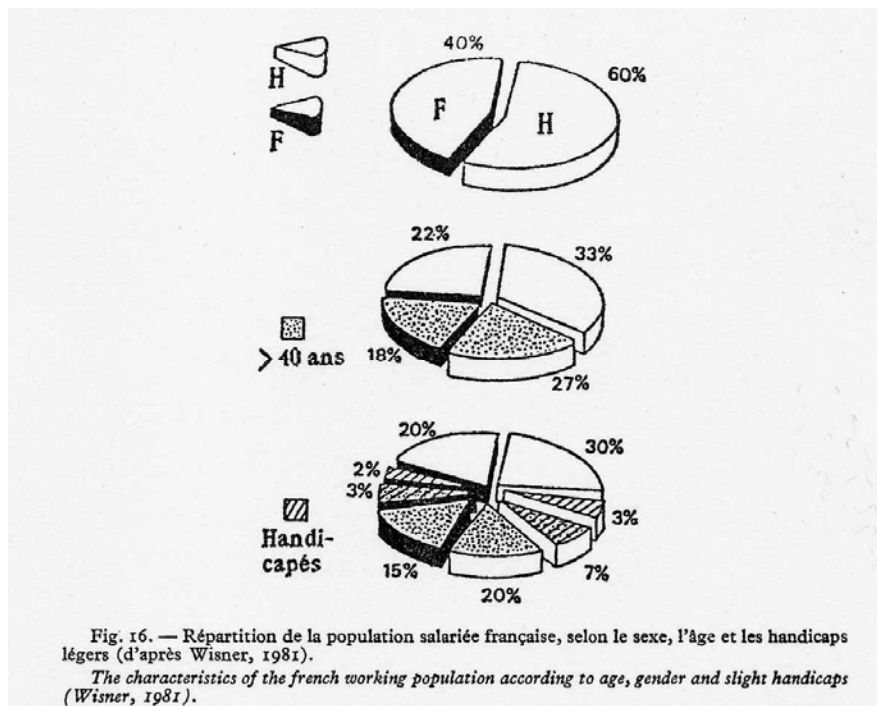 40%
60%
H
F
F
H
22%
33%
> 40 ans
18%
27%
20%
30%
2%
3%
3%
Handi-
capés
7%
15%
20%
Fig. 16. — Répartition de la population salariée française, selon le sexe, l'âge et les handicaps
légers (d'après Wisner, 1981).
The characteristics of the french working population according to age, gender and slight handicaps
(Wisner, 1981).